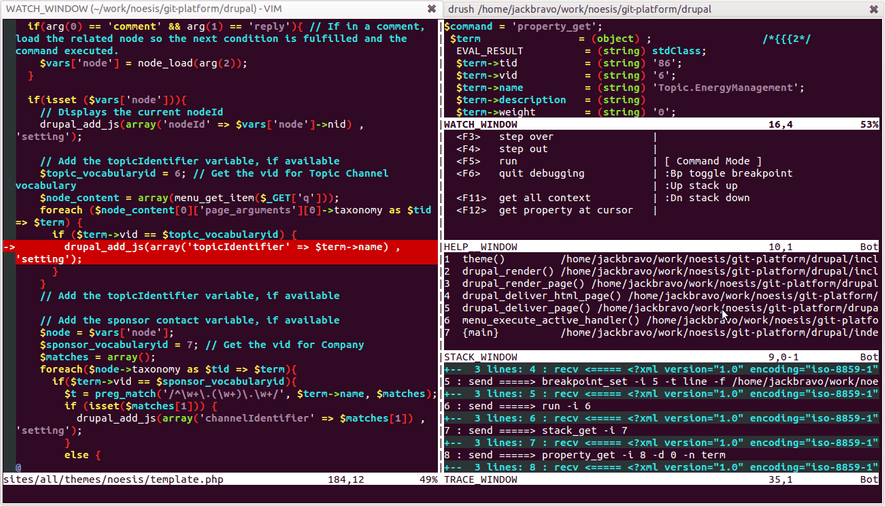 WATCH_WINDOW (~/work/noesis/git-platform/drupal) - VIM
if(arg(0) == 'comment' && arg(1) == 'reply'){ // If in a comment,
load the related node so the next condition is fulfilled and the
command executed.
$vars['node'] = node_load(arg(2));
}
if(isset ($vars['node'])){
// Displays the current nodeId
drupal_add_js(array('nodeId' => $vars['node']->nid) ,
'setting');
// Add the topicIdentifier variable, if available
$topic_vocabularyid = 6; // Get the vid for Topic Channel
vocabulary
$node_content = array(menu_get_item($_GET['q']));
foreach ($node_content[0]['page_arguments'][0]->taxonomy as $tid
=> $term) {
if ($term->vid == $topic_vocabularyid) {
-> drupal_add_js(array('topicIdentifier' => $term->name) ,
'setting');
}
}
// Add the topicIdentifier variable, if available
// Add the sponsor contact variable, if available
$node = $vars['node'];
$sponsor_vocabularyid = 7; // Get the vid for Company
$matches = array();
foreach($node->taxonomy as $tid => $term){
if($term->vid == $sponsor_vocabularyid){
$t = preg_match('/^\w+\.(\w+)\.\w+/', $term->name, $matches);
if (isset($matches[1])) {
drupal_add_js(array('channelIdentifier' => $matches[1]) ,
'setting');
}
else {
@
sites/all/themes/noesis/template.php 184,12 49%
drush /home/jackbravo/work/noesis/git-platform/drupal
$command = 'property_get';
$term = (object) ; /*{{{2*/
EVAL_RESULT = (string) stdClass;
$term->tid = (string) '86';
$term->vid = (string) '6';
$term->name = (string) 'Topic.EnergyManagement';
$term->description = (string)
$term->weight = (string) '0';
WATCH_WINDOW 16,4 53%
<F3> step over |
<F4> step out |
<F5> run | [ Command Mode ]
<F6> quit debugging | :Bp toggle breakpoint
| :Up stack up
<F11> get all context | :Dn stack down
<F12> get property at cursor |
HELP__WINDOW 10,1 Bot
1 theme() /home/jackbravo/work/noesis/git-platform/drupal/incl
2 drupal_render() /home/jackbravo/work/noesis/git-platform/drupal/incl
3 drupal_render_page() /home/jackbravo/work/noesis/git-platform/drupal
4 drupal_deliver_html_page() /home/jackbravo/work/noesis/git-platform/
5 drupal_deliver_page() /home/jackbravo/work/noesis/git-platform/drupa
6 menu_execute_active_handler() /home/jackbravo/work/noesis/git-platfo
7 {main} /home/jackbravo/work/noesis/git-platform/drupal/inde
STACK_WINDOW 9,0-1 Bot
+-- 3 lines: 4 : recv <===== <?xml version="1.0" encoding="iso-8859-1"
5 : send =====> breakpoint_set -i 5 -t line -f /home/jackbravo/work/noe
+-- 3 lines: 5 : recv <===== <?xml version="1.0" encoding="iso-8859-1"
6 : send =====> run -i 6
+-- 3 lines: 6 : recv <===== <?xml version="1.0" encoding="iso-8859-1"
7 : send =====> stack_get -i 7
+-- 3 lines: 7 : recv <===== <?xml version="1.0" encoding="iso-8859-1"
8 : send =====> property_get -i 8 -d 0 -n term
+-- 3 lines: 8 : recv <===== <?xml version="1.0" encoding="iso-8859-1"
TRACE_WINDOW 35,1 Bot